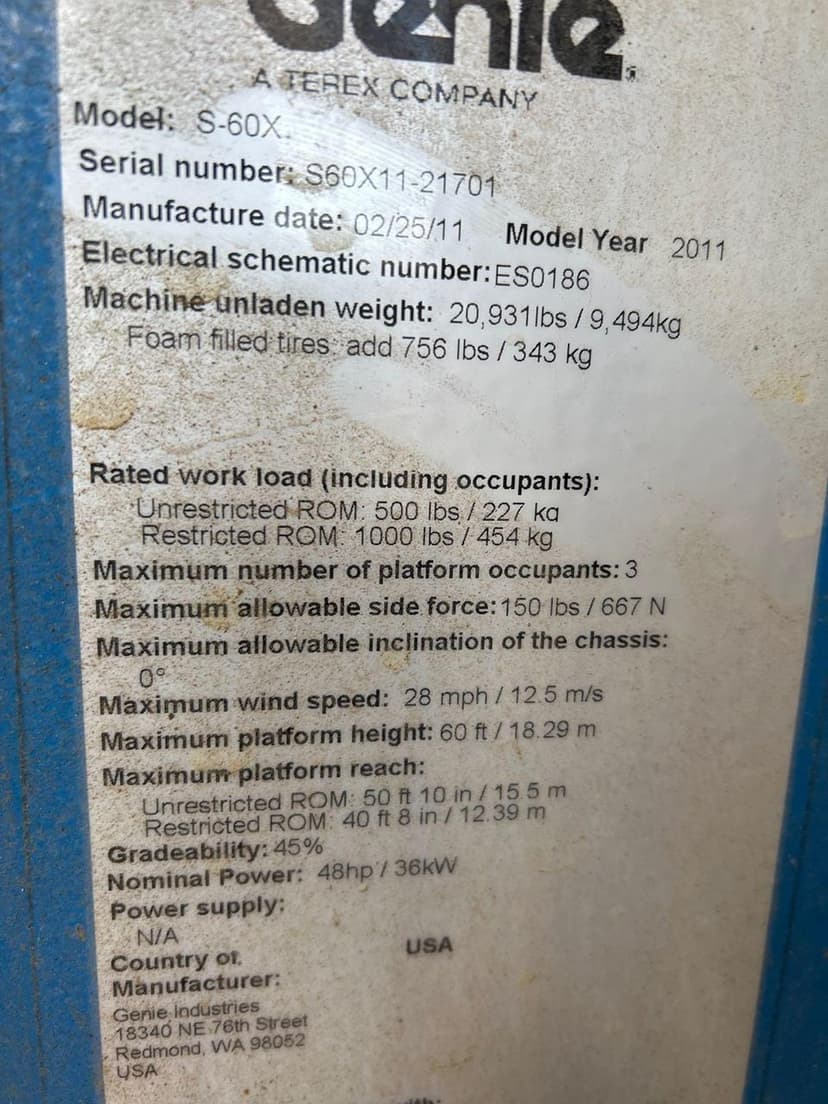 Genie
A TEREX COMPANY
Model: S-60X
Serial number: S60X11-21701
Manufacture date: 02/25/11 Model Year 2011
Electrical schematic number: ES0186
Machine unladen weight: 20,931lbs / 9,494kg
Foam filled tires: add 756 lbs / 343 kg
Rated work load (including occupants):
Unrestricted ROM: 500 lbs / 227 kg
Restricted ROM: 1000 lbs / 454 kg
Maximum number of platform occupants: 3
Maximum allowable side force: 150 lbs / 667 N
Maximum allowable inclination of the chassis:
0°
Maximum wind speed: 28 mph / 12.5 m/s
Maximum platform height: 60 ft / 18.29 m
Maximum platform reach:
Unrestricted ROM: 50 ft 10 in / 15.5 m
Restricted ROM: 40 ft 8 in / 12.39 m
Gradeability: 45%
Nominal Power: 48hp / 36kW
Power supply:
N/A
Country of USA
Manufacturer:
Genie Industries
18340 NE 76th Street
Redmond, WA 98052
USA